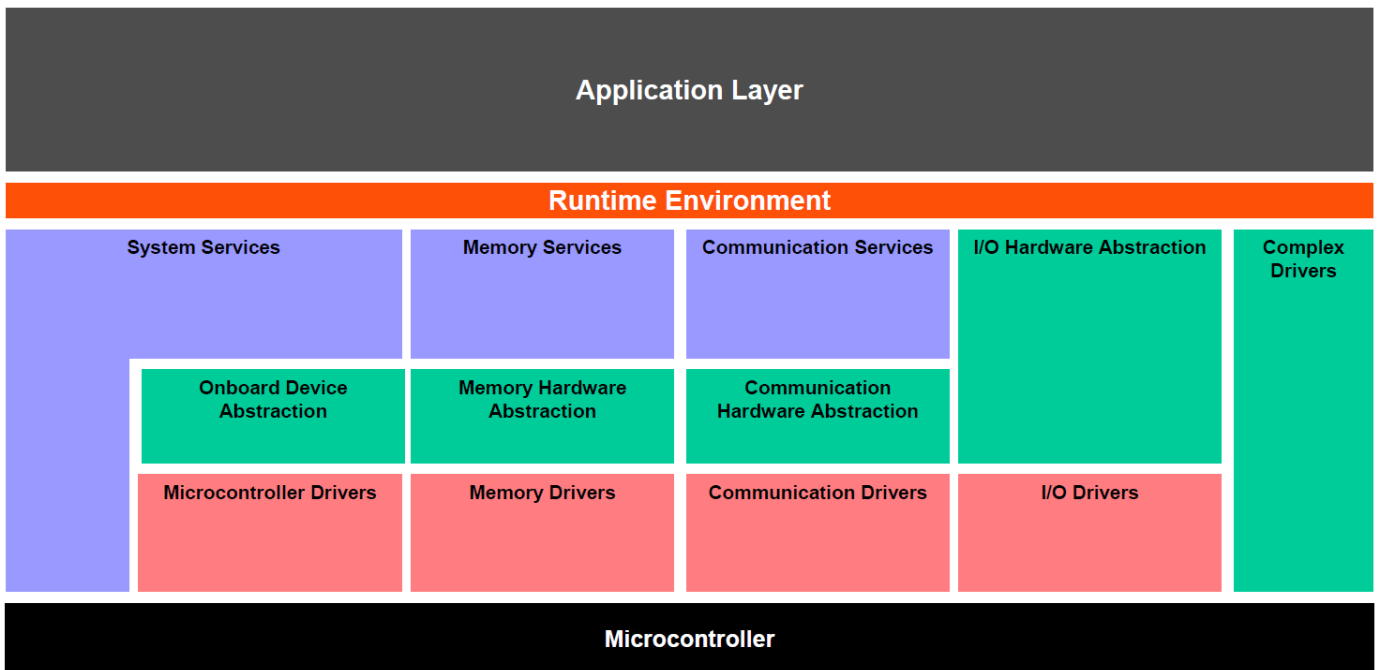 Application Layer
Runtime Environment
System Services
Memory Services
Communication Services
I/O Hardware Abstraction
Complex
Drivers
Onboard Device
Abstraction
Memory Hardware
Abstraction
Communication
Hardware Abstraction
Microcontroller Drivers
Memory Drivers
Communication Drivers
I/O Drivers
Microcontroller